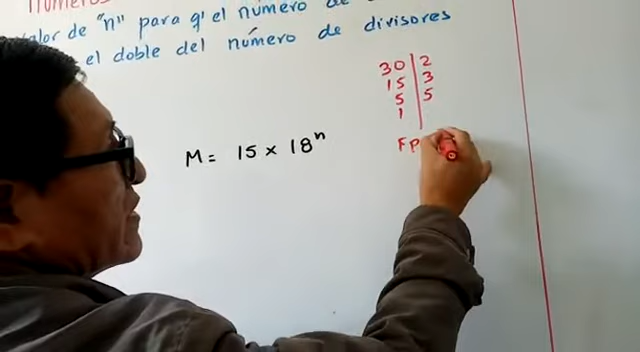 números
valor de "n" para q' el número de
el doble del número de divisores
30 | 2
15 | 3
5 | 5
1 |
M = 15 x 18ⁿ
FP